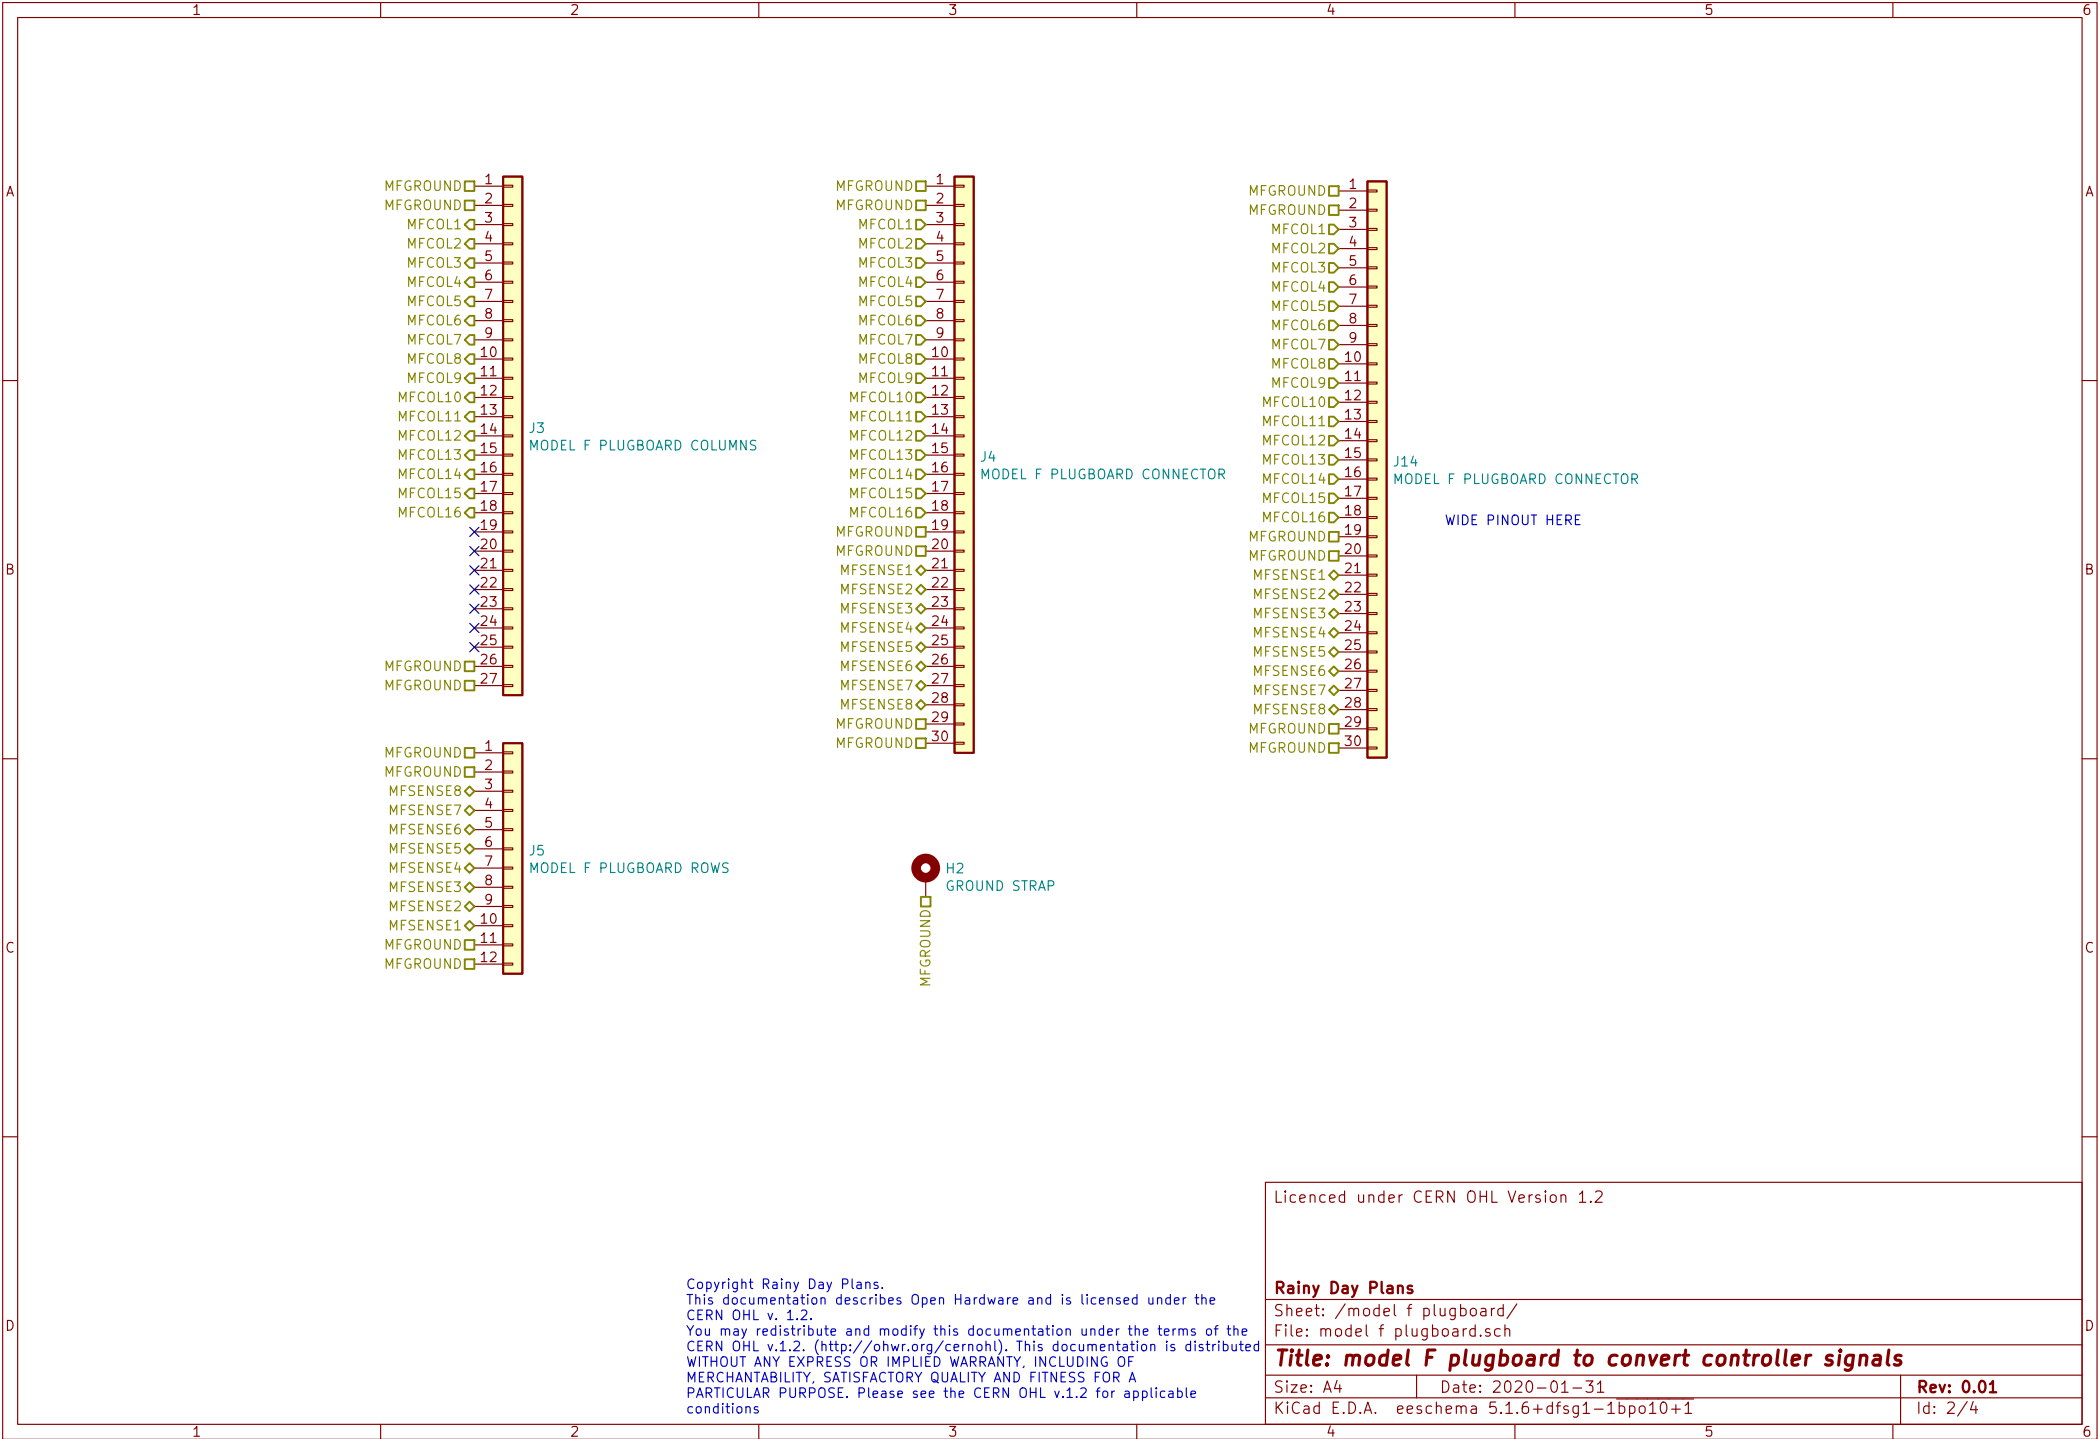 1 2 3 4 5 6
A A
B B
C C
D D
MFGROUND 1
MFGROUND 2
MFCOL1 3
MFCOL2 4
MFCOL3 5
MFCOL4 6
MFCOL5 7
MFCOL6 8
MFCOL7 9
MFCOL8 10
MFCOL9 11
MFCOL10 12
MFCOL11 13
MFCOL12 14
MFCOL13 15
MFCOL14 16
MFCOL15 17
MFCOL16 18
19
20
21
22
23
24
25
MFGROUND 26
MFGROUND 27
J3
MODEL F PLUGBOARD COLUMNS
MFGROUND 1
MFGROUND 2
MFSENSE8 3
MFSENSE7 4
MFSENSE6 5
MFSENSE5 6
MFSENSE4 7
MFSENSE3 8
MFSENSE2 9
MFSENSE1 10
MFGROUND 11
MFGROUND 12
J5
MODEL F PLUGBOARD ROWS
MFGROUND 1
MFGROUND 2
MFCOL1 3
MFCOL2 4
MFCOL3 5
MFCOL4 6
MFCOL5 7
MFCOL6 8
MFCOL7 9
MFCOL8 10
MFCOL9 11
MFCOL10 12
MFCOL11 13
MFCOL12 14
MFCOL13 15
MFCOL14 16
MFCOL15 17
MFCOL16 18
MFGROUND 19
MFGROUND 20
MFSENSE1 21
MFSENSE2 22
MFSENSE3 23
MFSENSE4 24
MFSENSE5 25
MFSENSE6 26
MFSENSE7 27
MFSENSE8 28
MFGROUND 29
MFGROUND 30
J4
MODEL F PLUGBOARD CONNECTOR
H2
GROUND STRAP
MFGROUND
MFGROUND 1
MFGROUND 2
MFCOL1 3
MFCOL2 4
MFCOL3 5
MFCOL4 6
MFCOL5 7
MFCOL6 8
MFCOL7 9
MFCOL8 10
MFCOL9 11
MFCOL10 12
MFCOL11 13
MFCOL12 14
MFCOL13 15
MFCOL14 16
MFCOL15 17
MFCOL16 18
MFGROUND 19
MFGROUND 20
MFSENSE1 21
MFSENSE2 22
MFSENSE3 23
MFSENSE4 24
MFSENSE5 25
MFSENSE6 26
MFSENSE7 27
MFSENSE8 28
MFGROUND 29
MFGROUND 30
J14
MODEL F PLUGBOARD CONNECTOR
WIDE PINOUT HERE
Copyright Rainy Day Plans.
This documentation describes Open Hardware and is licensed under the
CERN OHL v. 1.2.
You may redistribute and modify this documentation under the terms of the
CERN OHL v.1.2. (http://ohwr.org/cernohl). This documentation is distributed
WITHOUT ANY EXPRESS OR IMPLIED WARRANTY, INCLUDING OF
MERCHANTABILITY, SATISFACTORY QUALITY AND FITNESS FOR A
PARTICULAR PURPOSE. Please see the CERN OHL v.1.2 for applicable
conditions
Licenced under CERN OHL Version 1.2
Rainy Day Plans
Sheet: /model f plugboard/
File: model f plugboard.sch
Title: model F plugboard to convert controller signals
Size: A4 Date: 2020-01-31 Rev: 0.01
KiCad E.D.A. eeschema 5.1.6+dfsg1-1bpo10+1 Id: 2/4
1 2 3 4 5 6